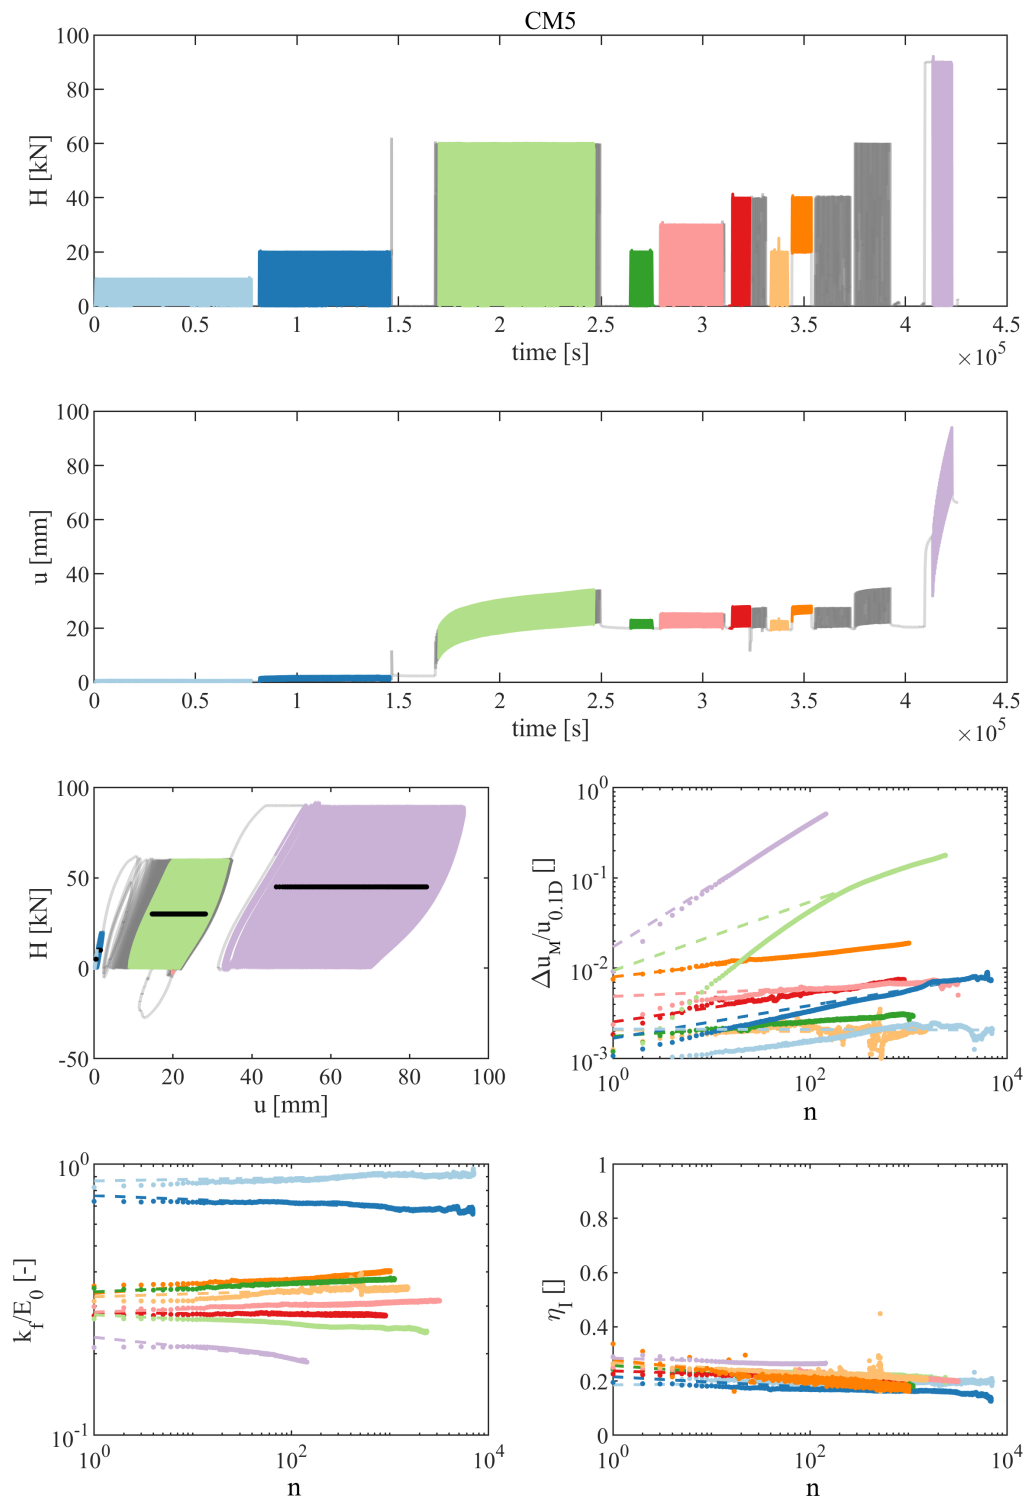 CM5
100
80
60
40
20
0
H [kN]
0 0.5 1 1.5 2 2.5 3 3.5 4 4.5
time [s]
×10^5
100
80
60
40
20
0
u [mm]
0 0.5 1 1.5 2 2.5 3 3.5 4 4.5
time [s]
×10^5
100
50
0
-50
H [kN]
0 20 40 60 80 100
u [mm]
10^0
10^-1
10^-2
10^-3
Δu_M/u_0.1D []
10^0 10^2 10^4
n
10^0
10^-1
k_f/E_0 [-]
10^0 10^2 10^4
n
1
0.8
0.6
0.4
0.2
0
η_I []
10^0 10^2 10^4
n